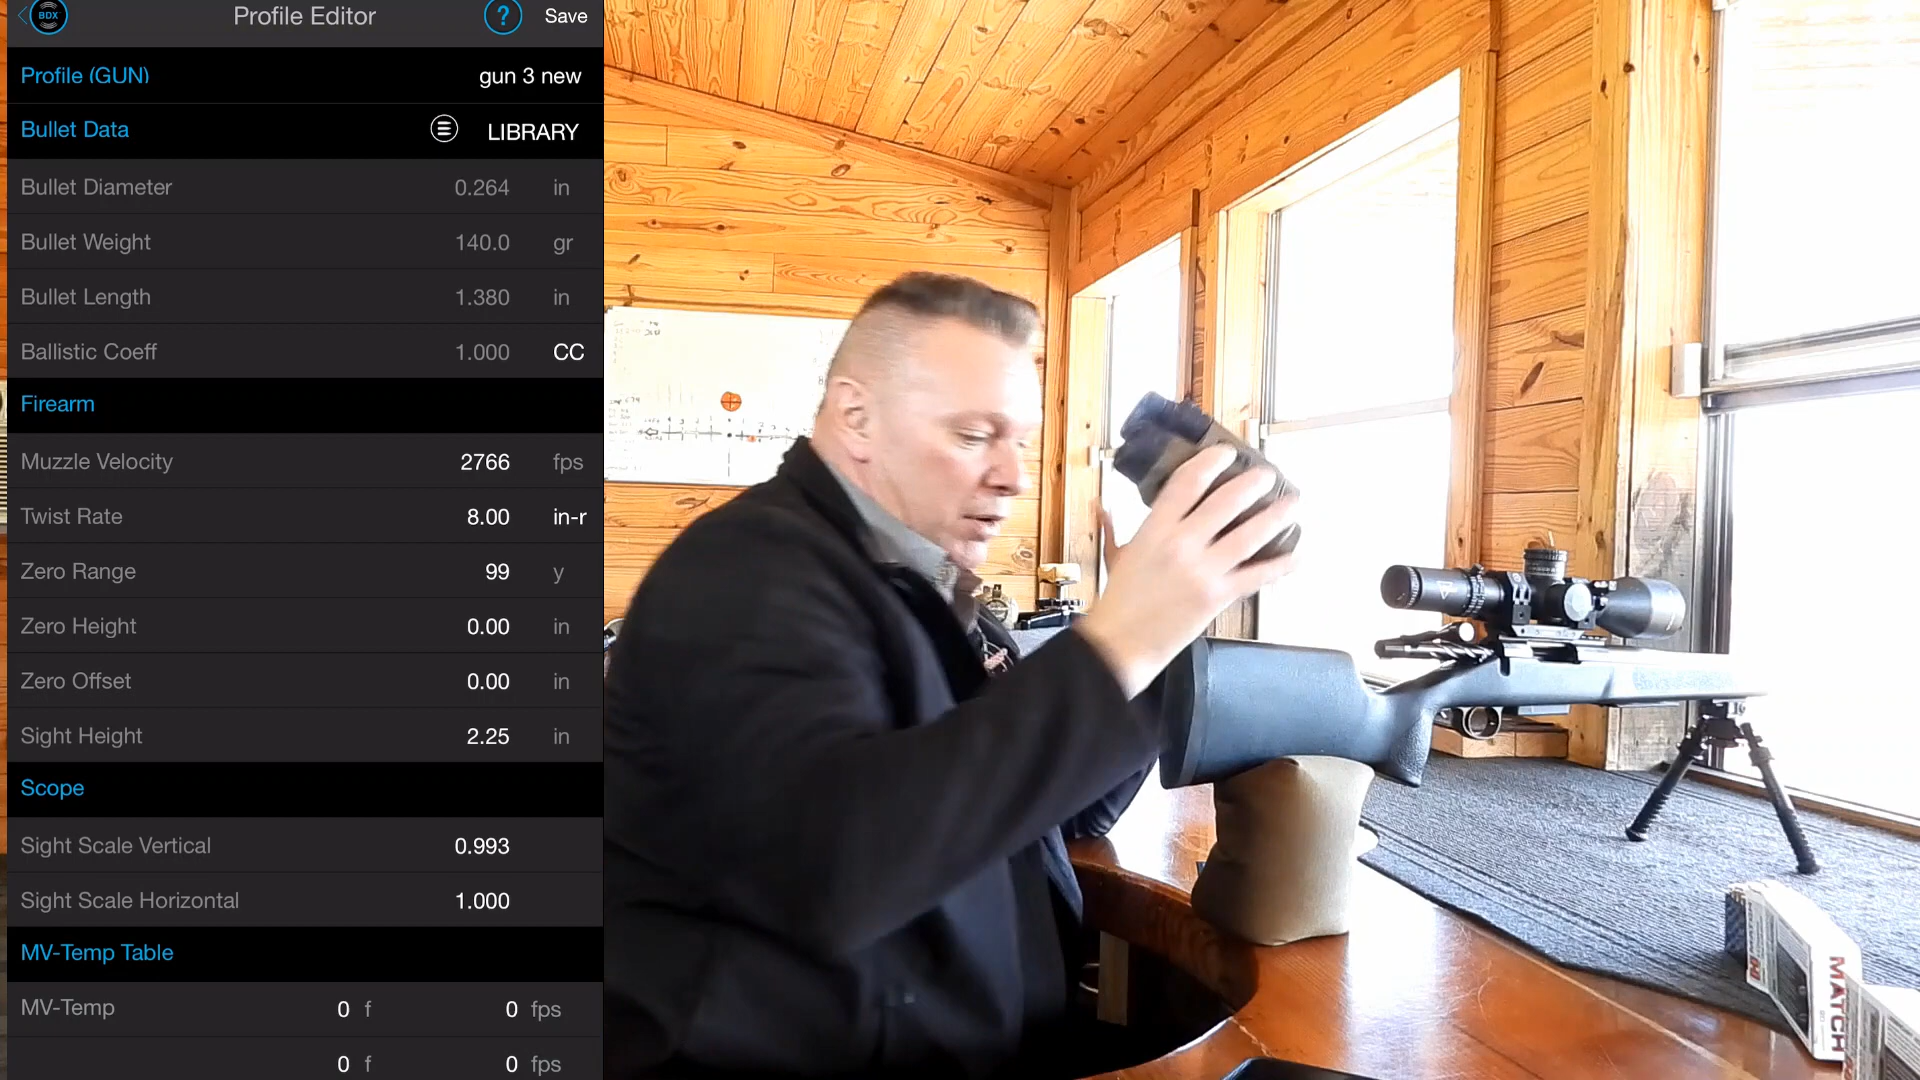 BDX Profile Editor ? Save
Profile (GUN) gun 3 new
Bullet Data LIBRARY
Bullet Diameter 0.264 in
Bullet Weight 140.0 gr
Bullet Length 1.380 in
Ballistic Coeff 1.000 CC
Firearm
Muzzle Velocity 2766 fps
Twist Rate 8.00 in-r
Zero Range 99 y
Zero Height 0.00 in
Zero Offset 0.00 in
Sight Height 2.25 in
Scope
Sight Scale Vertical 0.993
Sight Scale Horizontal 1.000
MV-Temp Table
MV-Temp 0 f 0 fps
0 f 0 fps
MATCH